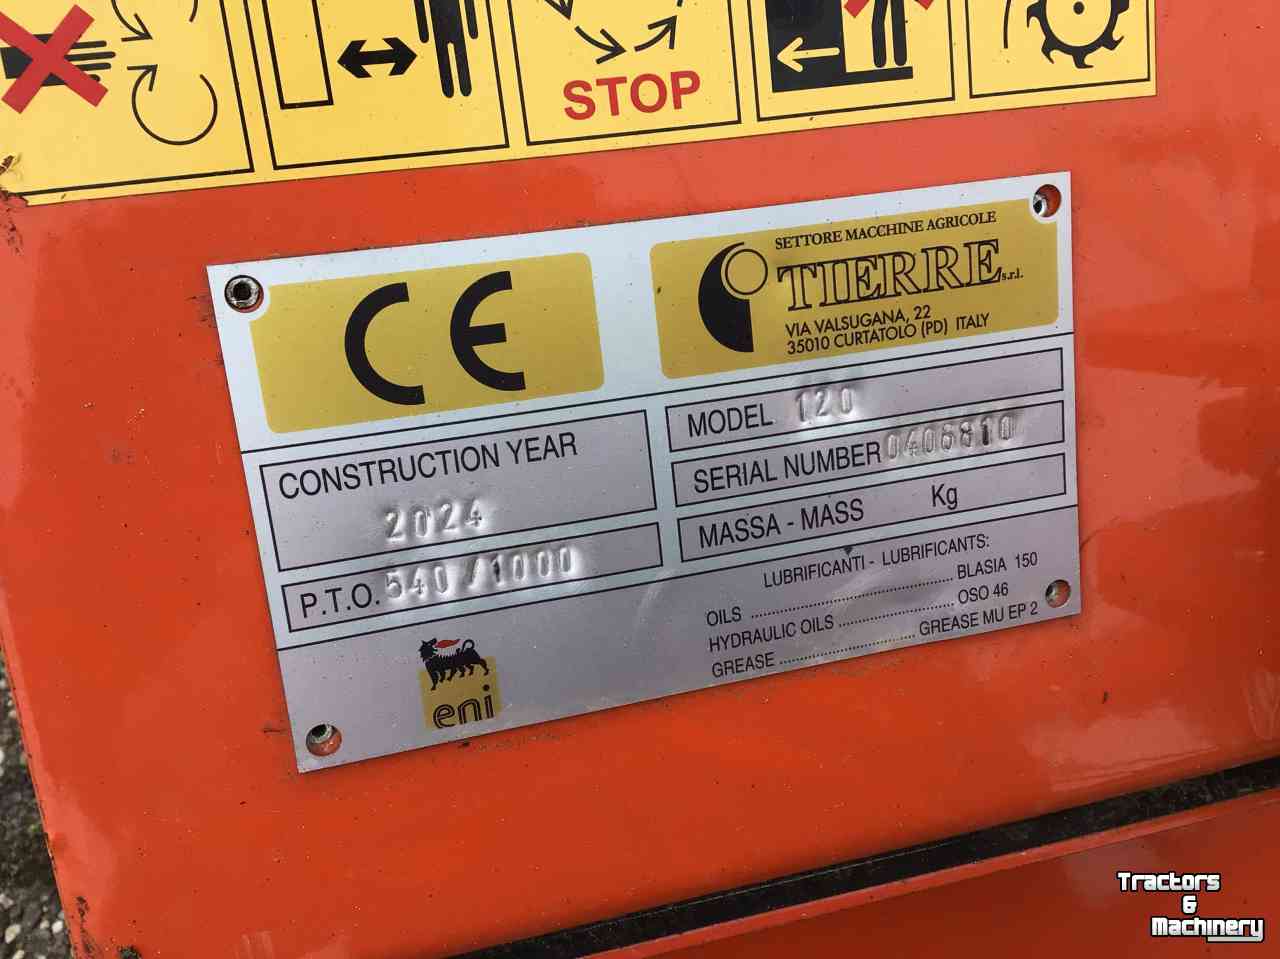 STOP
CE
SETTORE MACCHINE AGRICOLE
TIERRE s.r.l.
VIA VALSUGANA, 22
35010 CURTATOLO (PD) ITALY
CONSTRUCTION YEAR
2024
P.T.O. 540/1000
MODEL 120
SERIAL NUMBER 0406810
MASSA - MASS Kg
LUBRIFICANTI - LUBRIFICANTS:
OILS ........................................ BLASIA 150
HYDRAULIC OILS ........................ OSO 46
GREASE ............................ GREASE MU EP 2
eni
Tractors
&
Machinery